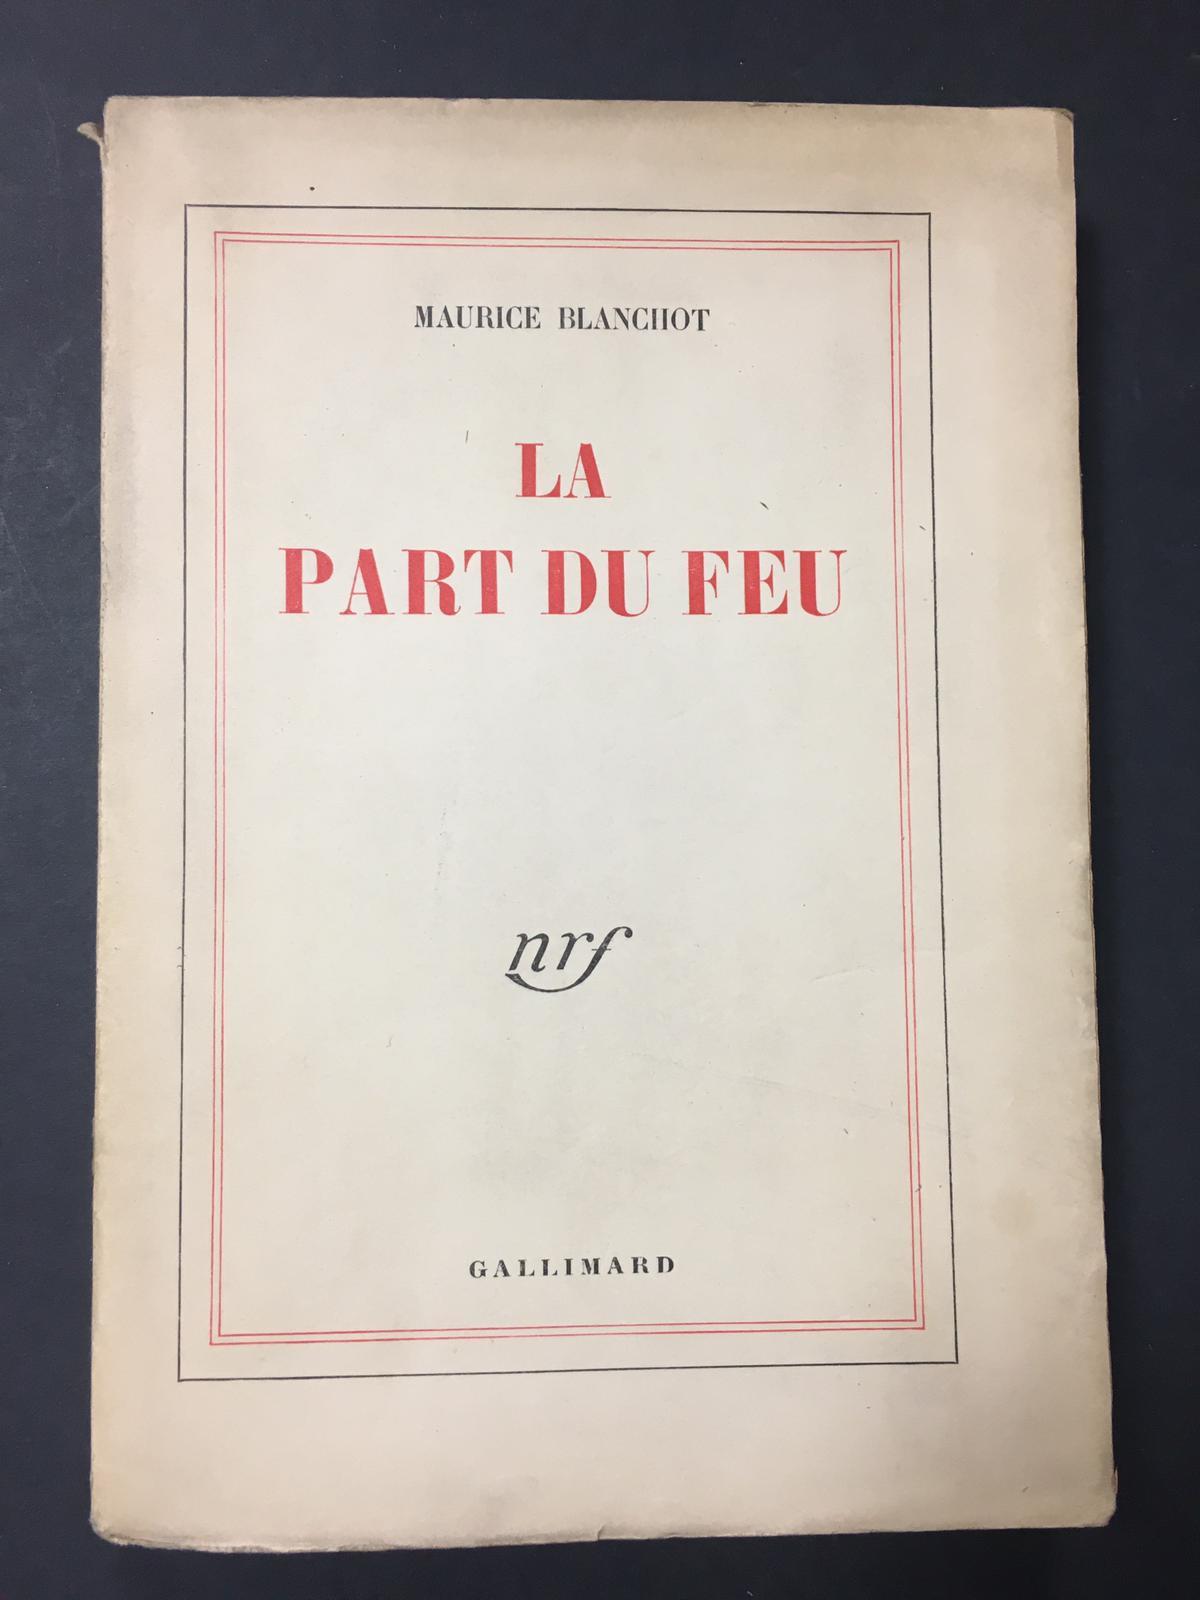 MAURICE BLANCHOT
LA
PART DU FEU
nrf
GALLIMARD